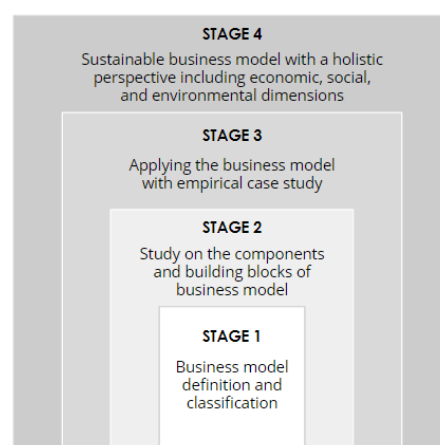 STAGE 4
Sustainable business model with a holistic
perspective including economic, social,
and environmental dimensions
STAGE 3
Applying the business model
with empirical case study
STAGE 2
Study on the components
and building blocks of
business model
STAGE 1
Business model
definition and
classification